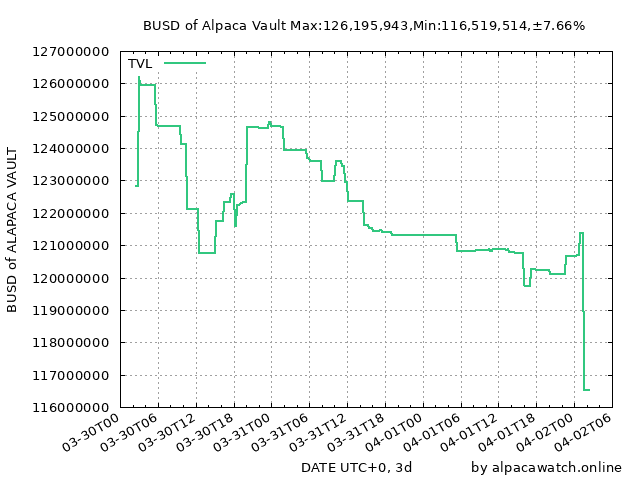 BUSD of Alpaca Vault Max:126,195,943,Min:116,519,514,±7.66%
TVL
127000000
126000000
125000000
124000000
123000000
122000000
121000000
120000000
119000000
118000000
117000000
116000000
BUSD of ALAPACA VAULT
03-30T00
03-30T06
03-30T12
03-30T18
03-31T00
03-31T06
03-31T12
03-31T18
04-01T00
04-01T06
04-01T12
04-01T18
04-02T00
04-02T06
DATE UTC+0, 3d
by alpacawatch.online